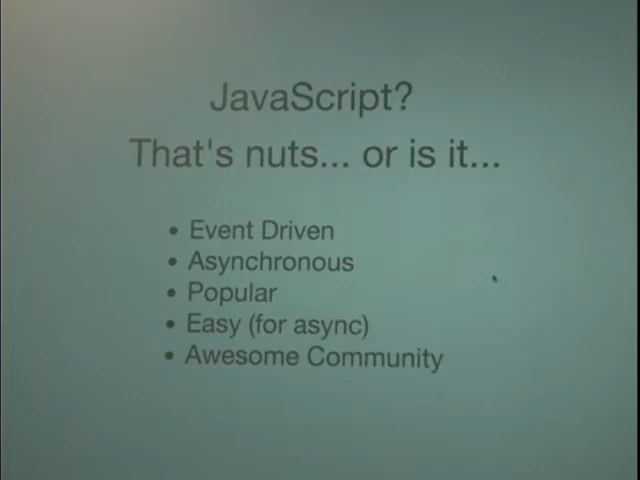 JavaScript?
That's nuts... or is it...
• Event Driven
• Asynchronous
• Popular
• Easy (for async)
• Awesome Community